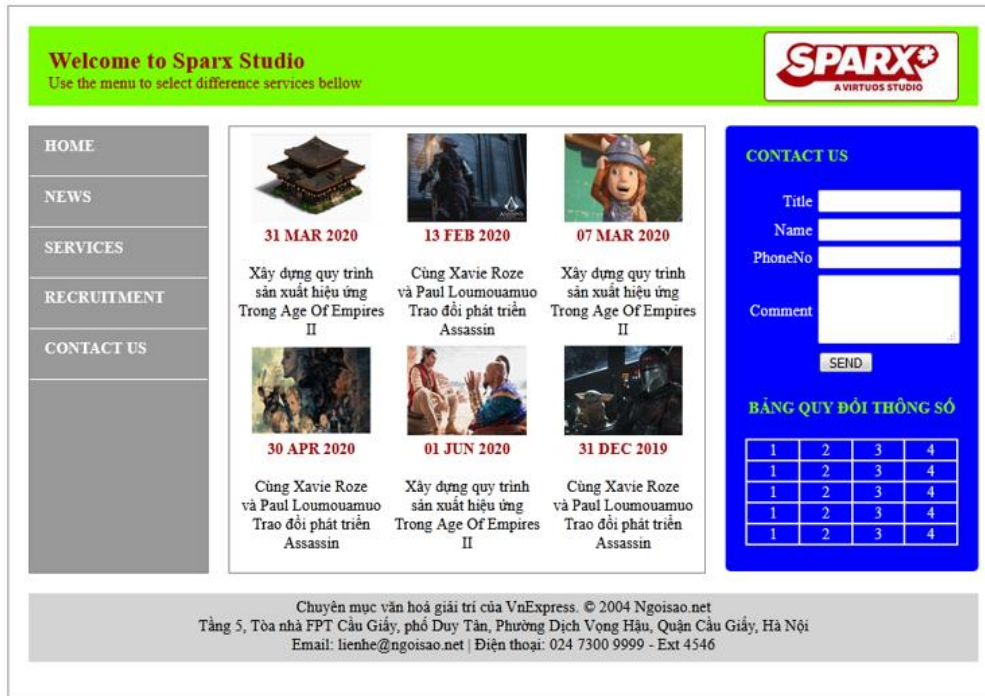 Welcome to Sparx Studio
Use the menu to select difference services bellow
SPARX*
A VIRTUOS STUDIO
HOME
NEWS
SERVICES
RECRUITMENT
CONTACT US
31 MAR 2020
Xây dựng quy trình
sản xuất hiệu ứng
Trong Age Of Empires
II
13 FEB 2020
Cùng Xavie Roze
và Paul Loumouamuo
Trao đổi phát triển
Assassin
07 MAR 2020
Xây dựng quy trình
sản xuất hiệu ứng
Trong Age Of Empires
II
30 APR 2020
Cùng Xavie Roze
và Paul Loumouamuo
Trao đổi phát triển
Assassin
01 JUN 2020
Xây dựng quy trình
sản xuất hiệu ứng
Trong Age Of Empires
II
31 DEC 2019
Cùng Xavie Roze
và Paul Loumouamuo
Trao đổi phát triển
Assassin
CONTACT US
Title
Name
PhoneNo
Comment
SEND
BẢNG QUY ĐỔI THÔNG SỐ
1 2 3 4
1 2 3 4
1 2 3 4
1 2 3 4
1 2 3 4
Chuyên mục văn hoá giải trí của VnExpress. © 2004 Ngoisao.net
Tầng 5, Tòa nhà FPT Cầu Giấy, phố Duy Tân, Phường Dịch Vọng Hậu, Quận Cầu Giấy, Hà Nội
Email: lienhe@ngoisao.net | Điện thoại: 024 7300 9999 - Ext 4546